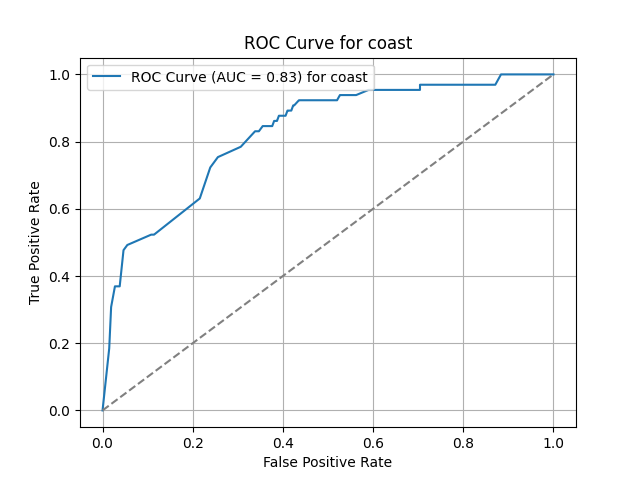 ROC Curve for coast
ROC Curve (AUC = 0.83) for coast
True Positive Rate
1.0
0.8
0.6
0.4
0.2
0.0
0.0 0.2 0.4 0.6 0.8 1.0
False Positive Rate